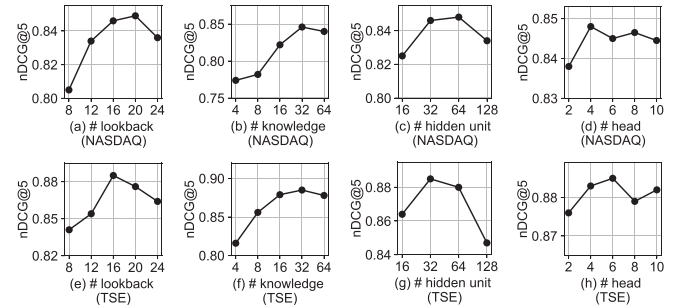 nDCG@5
0.84
0.82
0.80
8 12 16 20 24
(a) # lookback
(NASDAQ)
nDCG@5
0.85
0.80
0.75
4 8 16 32 64
(b) # knowledge
(NASDAQ)
nDCG@5
0.84
0.82
0.80
16 32 64 128
(c) # hidden unit
(NASDAQ)
nDCG@5
0.85
0.84
0.83
2 4 6 8 10
(d) # head
(NASDAQ)
nDCG@5
0.88
0.85
0.82
8 12 16 20 24
(e) # lookback
(TSE)
nDCG@5
0.90
0.85
0.80
4 8 16 32 64
(f) # knowledge
(TSE)
nDCG@5
0.88
0.86
0.84
16 32 64 128
(g) # hidden unit
(TSE)
nDCG@5
0.88
0.87
2 4 6 8 10
(h) # head
(TSE)